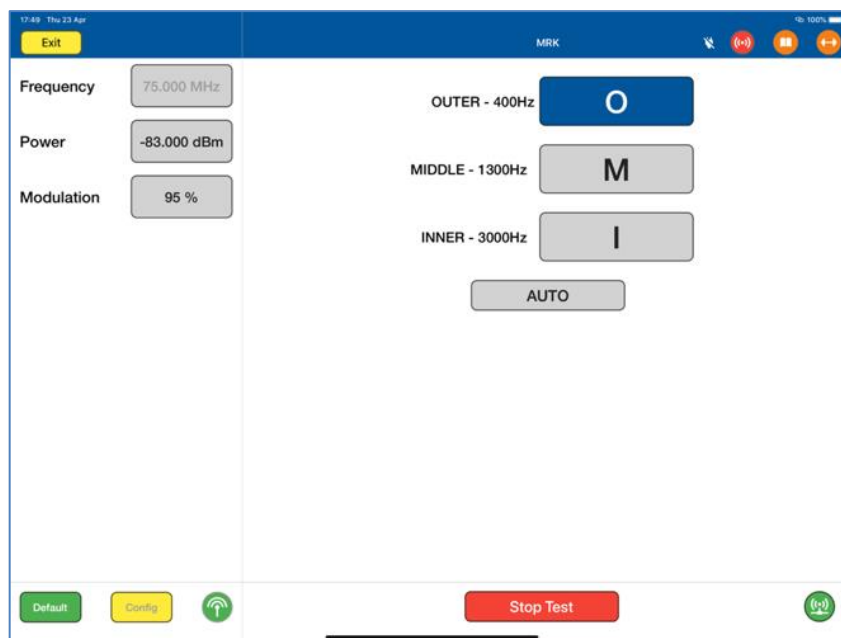 17:49 Thu 23 Apr
100%
Exit
MRK
Frequency
75.000 MHz
Power
-83.000 dBm
Modulation
95 %
OUTER - 400Hz
O
MIDDLE - 1300Hz
M
INNER - 3000Hz
I
AUTO
Default
Config
Stop Test